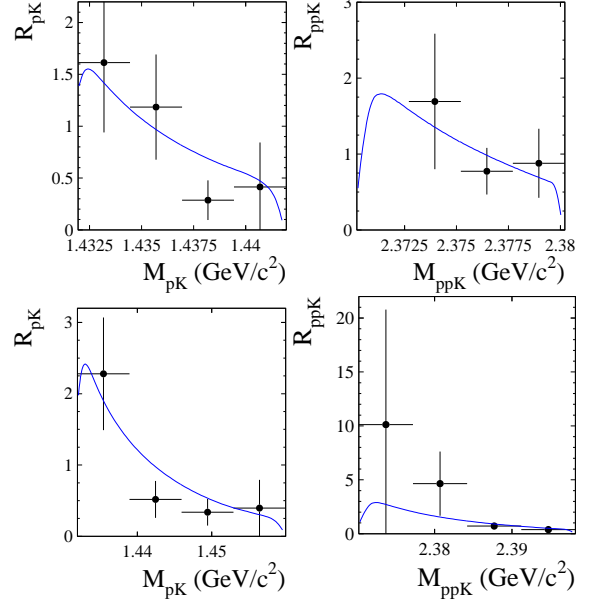 R_pK
2
1.5
1
0.5
0
1.4325 1.435 1.4375 1.44
M_pK (GeV/c^2)
R_ppK
3
2
1
0
2.3725 2.375 2.3775 2.38
M_ppK (GeV/c^2)
R_pK
3
2
1
0
1.44 1.45
M_pK (GeV/c^2)
R_ppK
20
15
10
5
0
2.38 2.39
M_ppK (GeV/c^2)